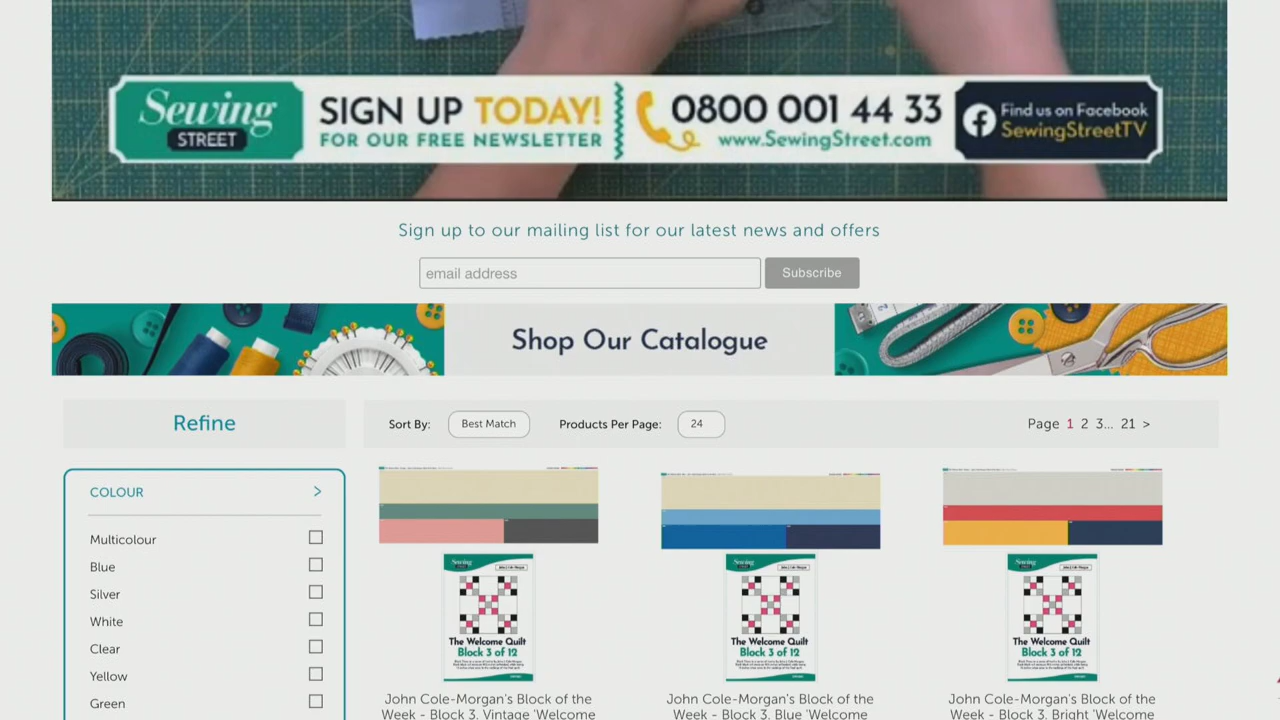 Sewing
STREET
SIGN UP TODAY!
FOR OUR FREE NEWSLETTER
0800 001 44 33
www.SewingStreet.com
Find us on Facebook
SewingStreetTV
Sign up to our mailing list for our latest news and offers
email address
Subscribe
Shop Our Catalogue
Refine
Sort By:
Best Match
Products Per Page:
24
Page 1 2 3... 21 >
COLOUR >
Multicolour
Blue
Silver
White
Clear
Yellow
Green
Sewing
The Welcome Quilt
Block 3 of 12
John Cole-Morgan's Block of the
Week - Block 3. Vintage 'Welcome
Sewing
The Welcome Quilt
Block 3 of 12
John Cole-Morgan's Block of the
Week - Block 3. Blue 'Welcome
Sewing
The Welcome Quilt
Block 3 of 12
John Cole-Morgan's Block of the
Week - Block 3. Bright 'Welcome